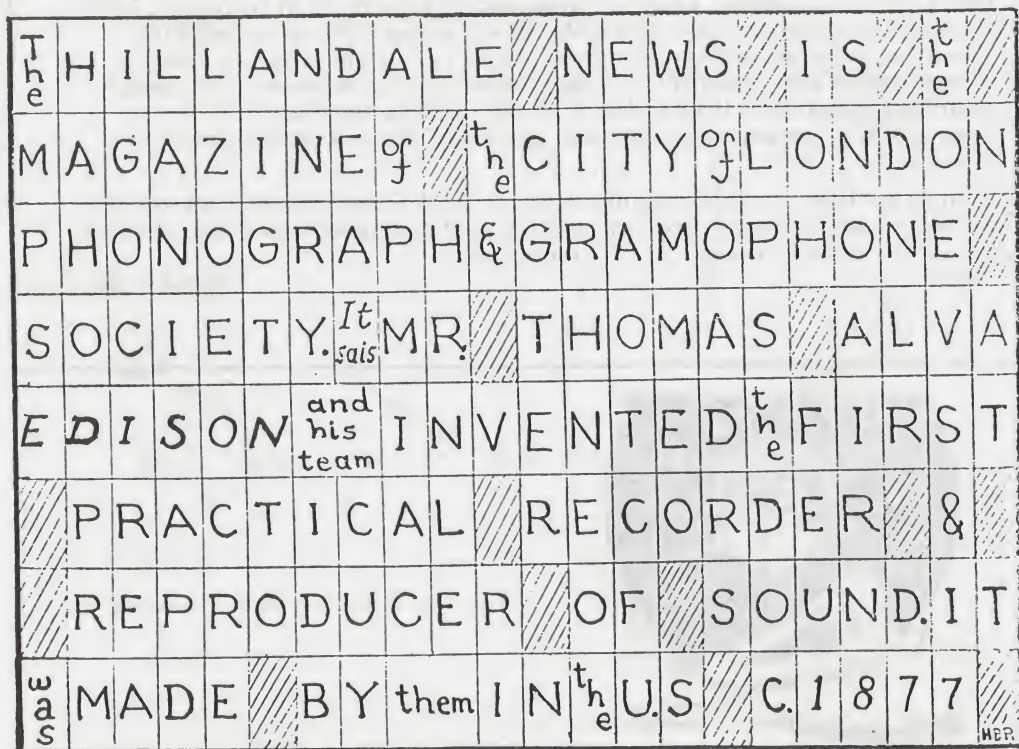 The HILLANDALE NEWS IS the
MAGAZINE of the CITY of LONDON
PHONOGRAPH & GRAMOPHONE
SOCIETY. It sais MR. THOMAS ALVA
EDISON and his team INVENTED the FIRST
PRACTICAL RECORDER &
REPRODUCER OF SOUND. IT
was MADE BY them IN the U.S C. 1877
HBP.